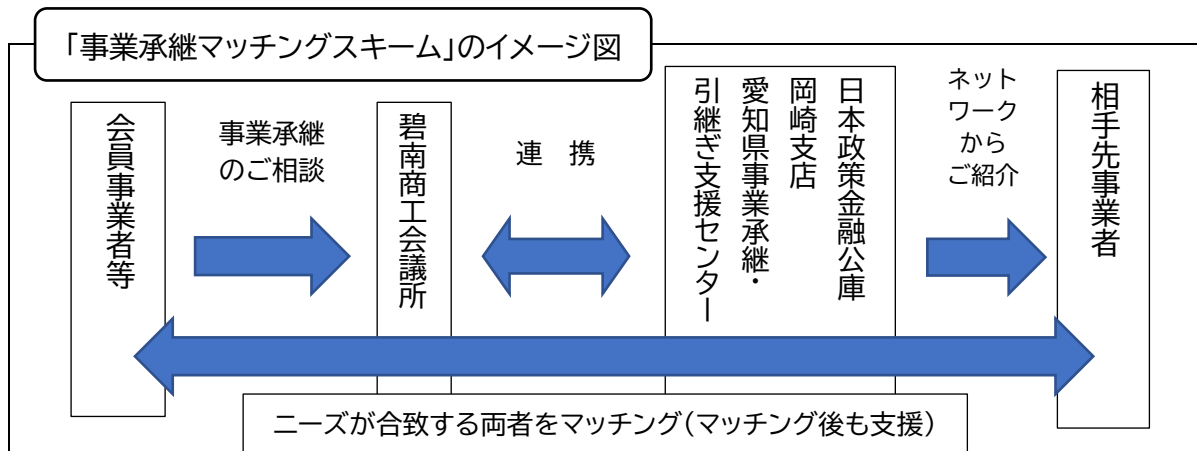 「事業承継マッチングスキーム」のイメージ図
会員事業者等
事業承継
のご相談
碧南商工会議所
連　携
日本政策金融公庫
岡崎支店
愛知県事業承継・
引継ぎ支援センター
ネット
ワーク
から
ご紹介
相手先事業者
ニーズが合致する両者をマッチング（マッチング後も支援）